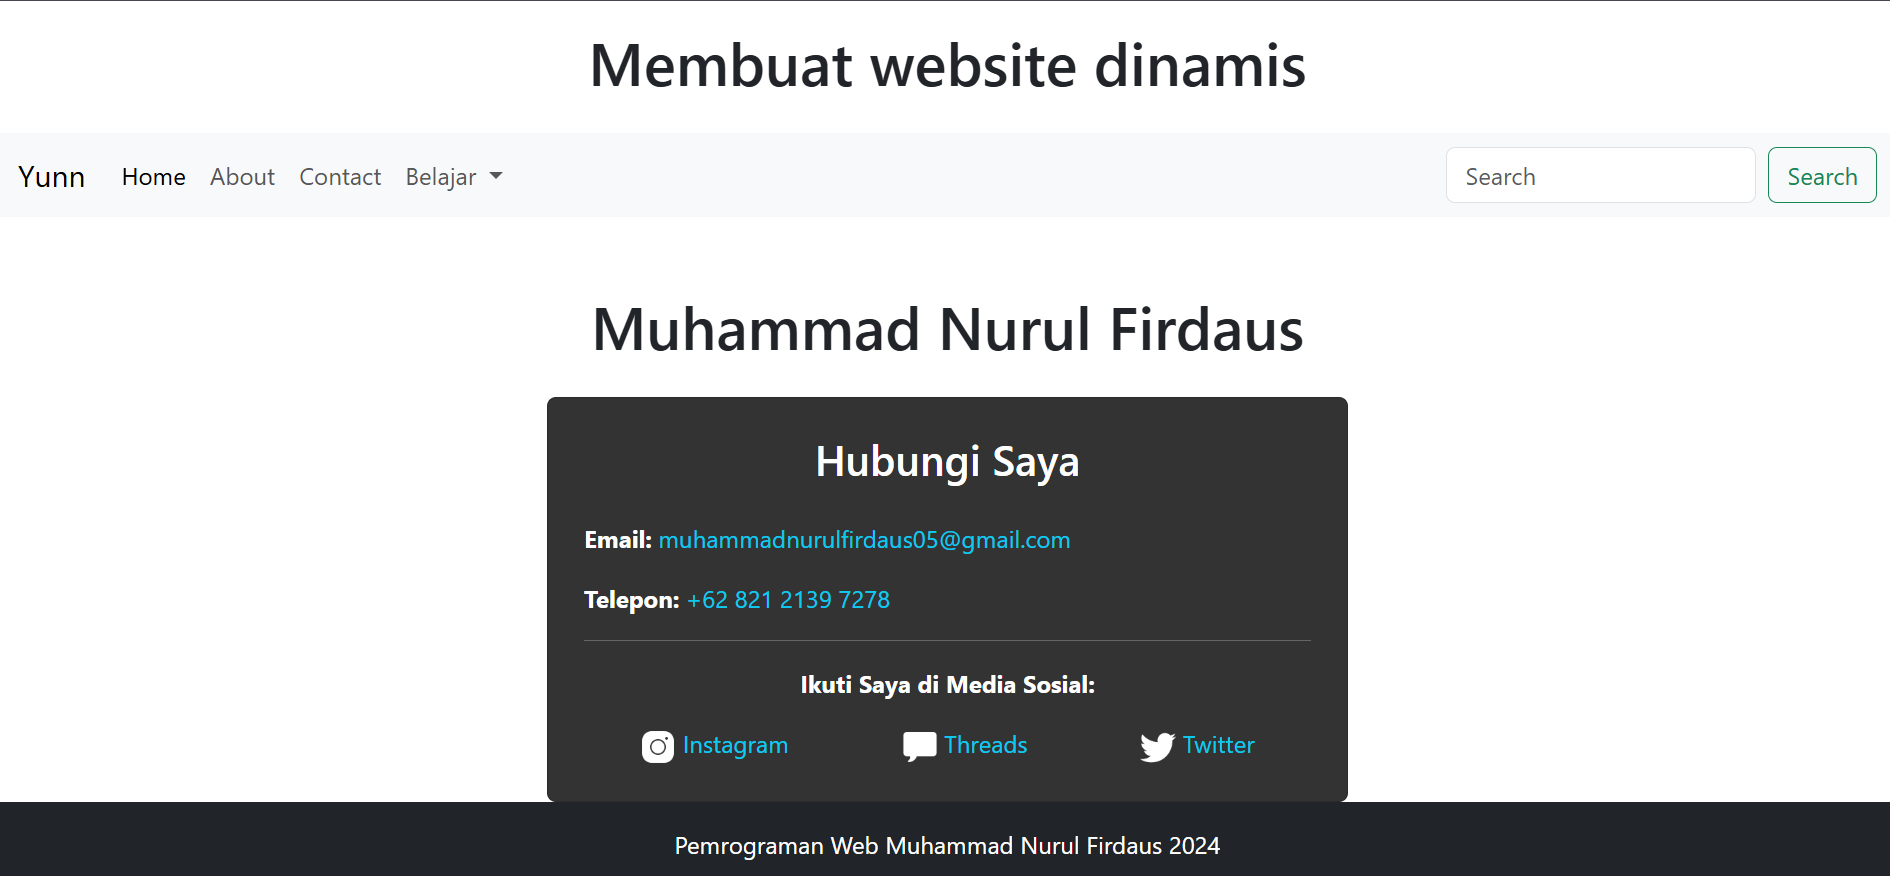 Membuat website dinamis
Yunn Home About Contact Belajar Search Search
Muhammad Nurul Firdaus
Hubungi Saya
Email: muhammadnurulfirdaus05@gmail.com
Telepon: +62 821 2139 7278
Ikuti Saya di Media Sosial:
Instagram Threads Twitter
Pemrograman Web Muhammad Nurul Firdaus 2024